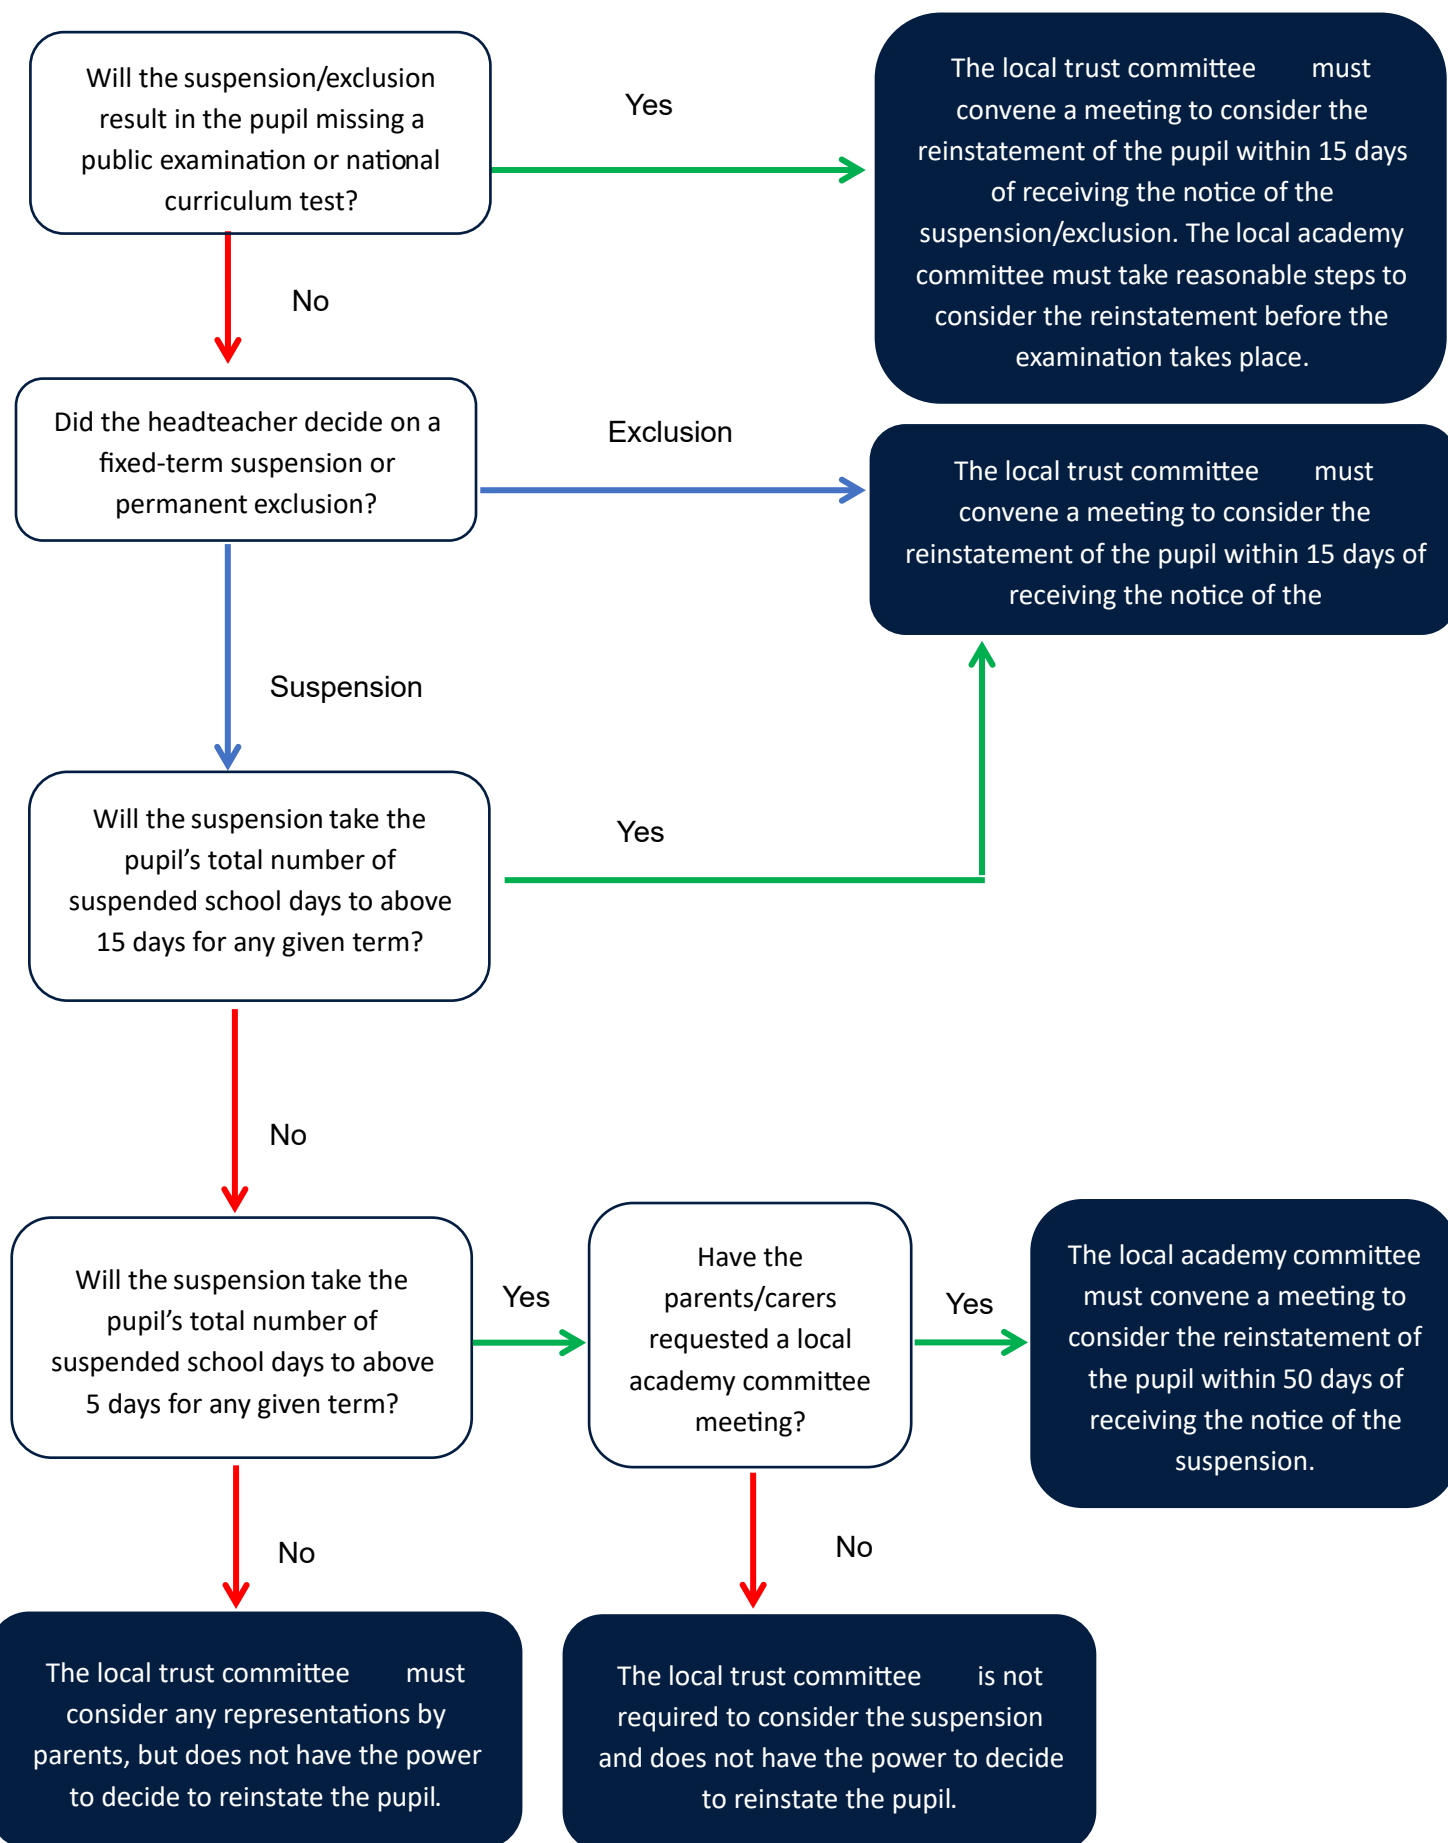 Will the suspension/exclusion
result in the pupil missing a
public examination or national
curriculum test?
Yes
The local trust committee must
convene a meeting to consider the
reinstatement of the pupil within 15 days
of receiving the notice of the
suspension/exclusion. The local academy
committee must take reasonable steps to
consider the reinstatement before the
examination takes place.
No
Did the headteacher decide on a
fixed-term suspension or
permanent exclusion?
Exclusion
The local trust committee must
convene a meeting to consider the
reinstatement of the pupil within 15 days of
receiving the notice of the
Suspension
Will the suspension take the
pupil’s total number of
suspended school days to above
15 days for any given term?
Yes
No
Will the suspension take the
pupil’s total number of
suspended school days to above
5 days for any given term?
Yes
Have the
parents/carers
requested a local
academy committee
meeting?
Yes
The local academy committee
must convene a meeting to
consider the reinstatement of
the pupil within 50 days of
receiving the notice of the
suspension.
No
No
The local trust committee must
consider any representations by
parents, but does not have the power
to decide to reinstate the pupil.
The local trust committee is not
required to consider the suspension
and does not have the power to decide
to reinstate the pupil.